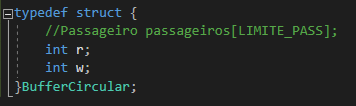 typedef struct {
//Passageiro passageiros[LIMITE_PASS];
int r;
int w;
}BufferCircular;